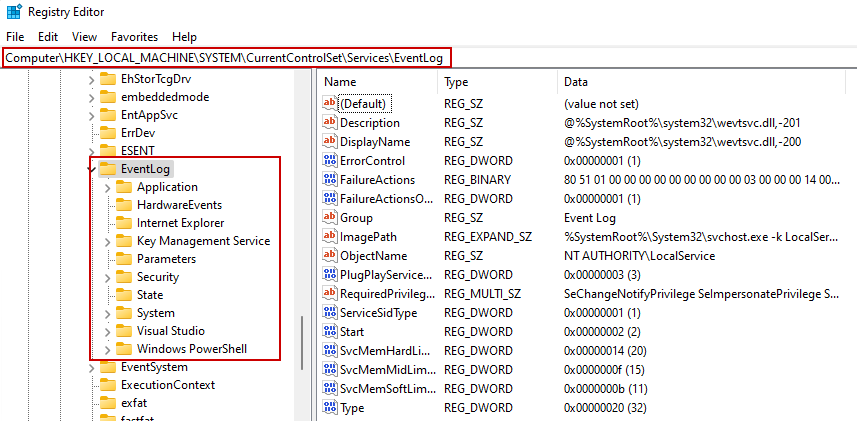 Registry Editor
File Edit View Favorites Help
Computer\HKEY_LOCAL_MACHINE\SYSTEM\CurrentControlSet\Services\EventLog
EhStorTcgDrv
embeddedmode
EntAppSvc
ErrDev
ESENT
EventLog
Application
HardwareEvents
Internet Explorer
Key Management Service
Parameters
Security
State
System
Visual Studio
Windows PowerShell
EventSystem
ExecutionContext
exfat
fastfat
Name Type Data
(Default) REG_SZ (value not set)
Description REG_SZ @%SystemRoot%\system32\wevtsvc.dll,-201
DisplayName REG_SZ @%SystemRoot%\system32\wevtsvc.dll,-200
ErrorControl REG_DWORD 0x00000001 (1)
FailureActions REG_BINARY 80 51 01 00 00 00 00 00 00 00 00 00 03 00 00 00 14 00...
FailureActionsO... REG_DWORD 0x00000001 (1)
Group REG_SZ Event Log
ImagePath REG_EXPAND_SZ %SystemRoot%\System32\svchost.exe -k LocalSer...
ObjectName REG_SZ NT AUTHORITY\LocalService
PlugPlayService... REG_DWORD 0x00000003 (3)
RequiredPrivileg... REG_MULTI_SZ SeChangeNotifyPrivilege SeImpersonatePrivilege S...
ServiceSidType REG_DWORD 0x00000001 (1)
Start REG_DWORD 0x00000002 (2)
SvcMemHardLi... REG_DWORD 0x00000014 (20)
SvcMemMidLim... REG_DWORD 0x0000000f (15)
SvcMemSoftLim... REG_DWORD 0x0000000b (11)
Type REG_DWORD 0x00000020 (32)